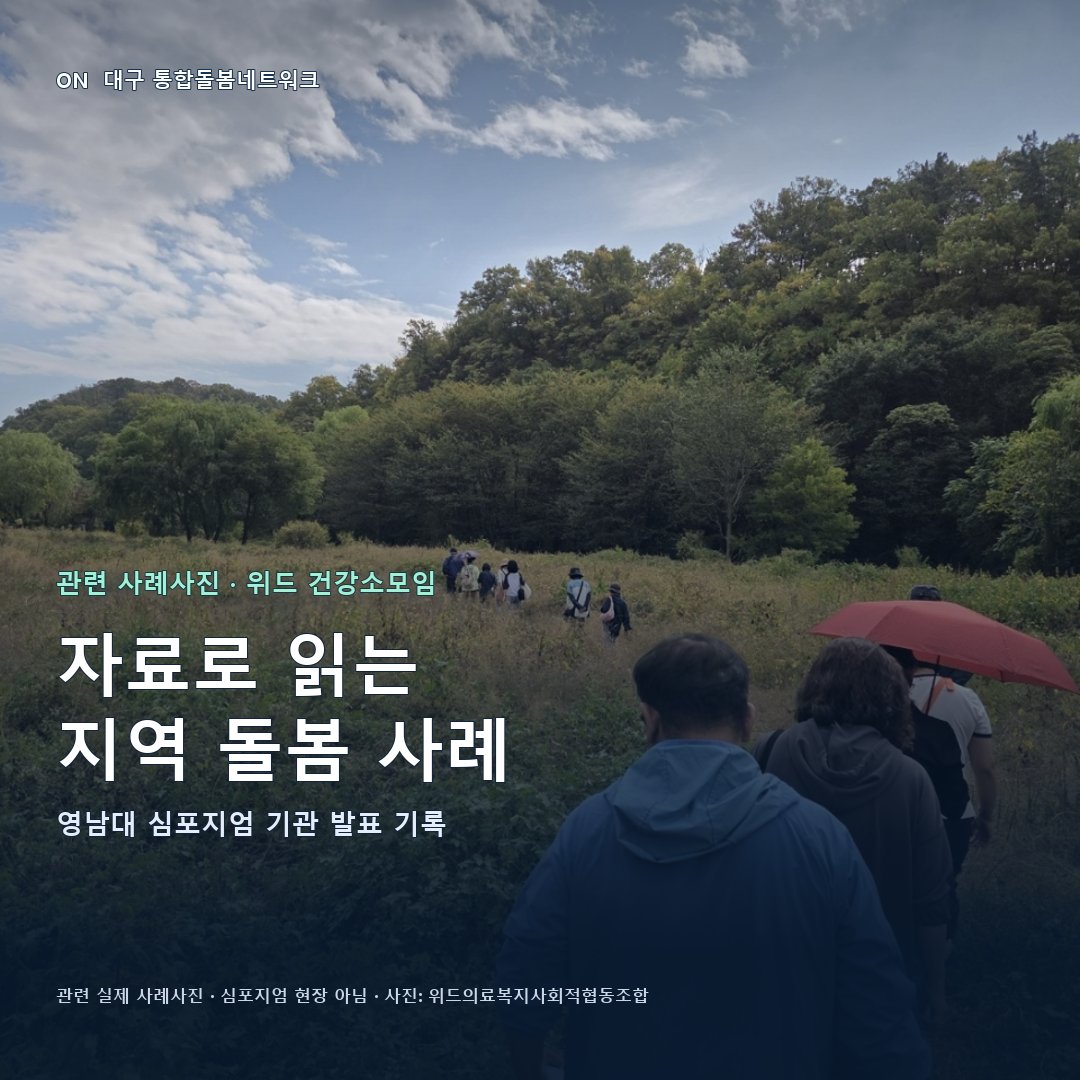 ON 대구 통합돌봄네트워크
관련 사례사진 · 위드 건강소모임
자료로 읽는
지역 돌봄 사례
영남대 심포지엄 기관 발표 기록
관련 실제 사례사진 · 심포지엄 현장 아님 · 사진: 위드의료복지사회적협동조합